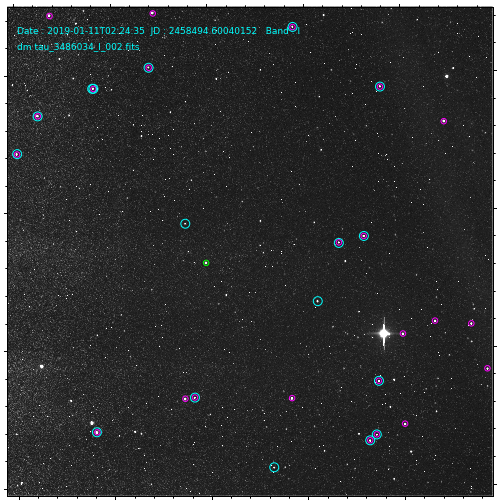 Date : 2019-01-11T02:24:35 JD : 2458494.60040152 Band : I
dm tau_3486034_I_002.fits